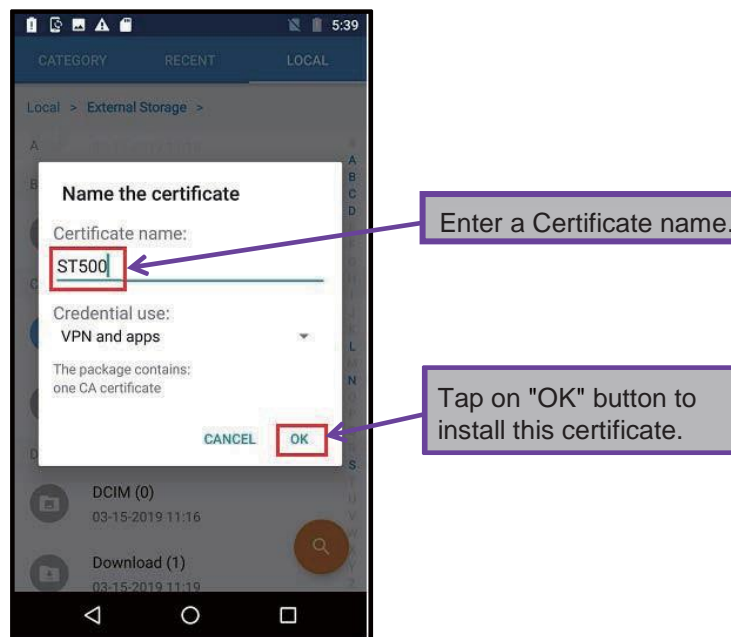 5:39
CATEGORY RECENT LOCAL
Local > External Storage >
A
B
Name the certificate
Certificate name:
ST500
Credential use:
VPN and apps
The package contains:
one CA certificate
CANCEL OK
DCIM (0)
03-15-2019 11:16
Download (1)
03-15-2019 11:19
A
B
C
D
L
N
S
Enter a Certificate name.
Tap on "OK" button to
install this certificate.